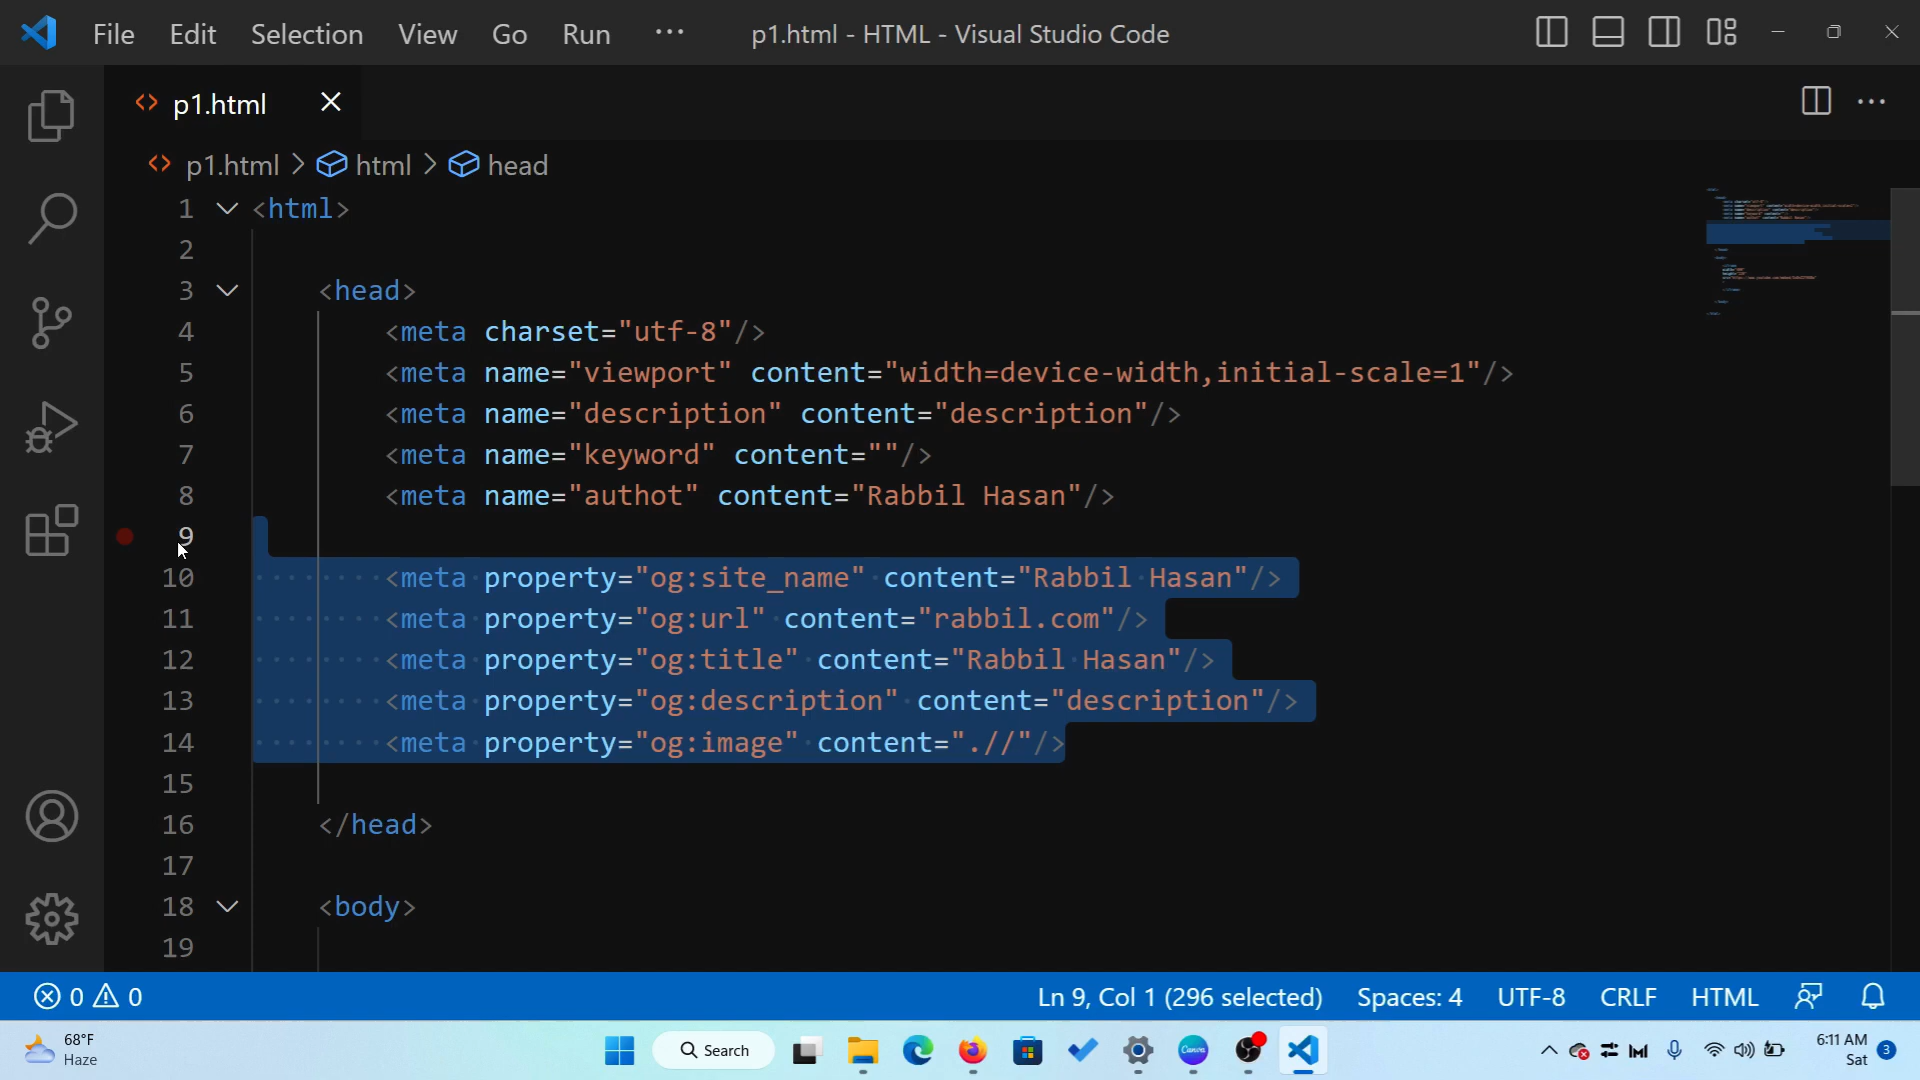 File Edit Selection View Go Run ··· p1.html - HTML - Visual Studio Code
p1.html
p1.html > html > head
1 <html>
2
3 <head>
4 <meta charset="utf-8"/>
5 <meta name="viewport" content="width=device-width,initial-scale=1"/>
6 <meta name="description" content="description"/>
7 <meta name="keyword" content=""/>
8 <meta name="authot" content="Rabbil Hasan"/>
9
10 <meta property="og:site_name" content="Rabbil Hasan"/>
11 <meta property="og:url" content="rabbil.com"/>
12 <meta property="og:title" content="Rabbil Hasan"/>
13 <meta property="og:description" content="description"/>
14 <meta property="og:image" content=".//"/>
15
16 </head>
17
18 <body>
19
0 0 Ln 9, Col 1 (296 selected) Spaces: 4 UTF-8 CRLF HTML
68°F
Haze
Search
Canva
6:11 AM
Sat
3